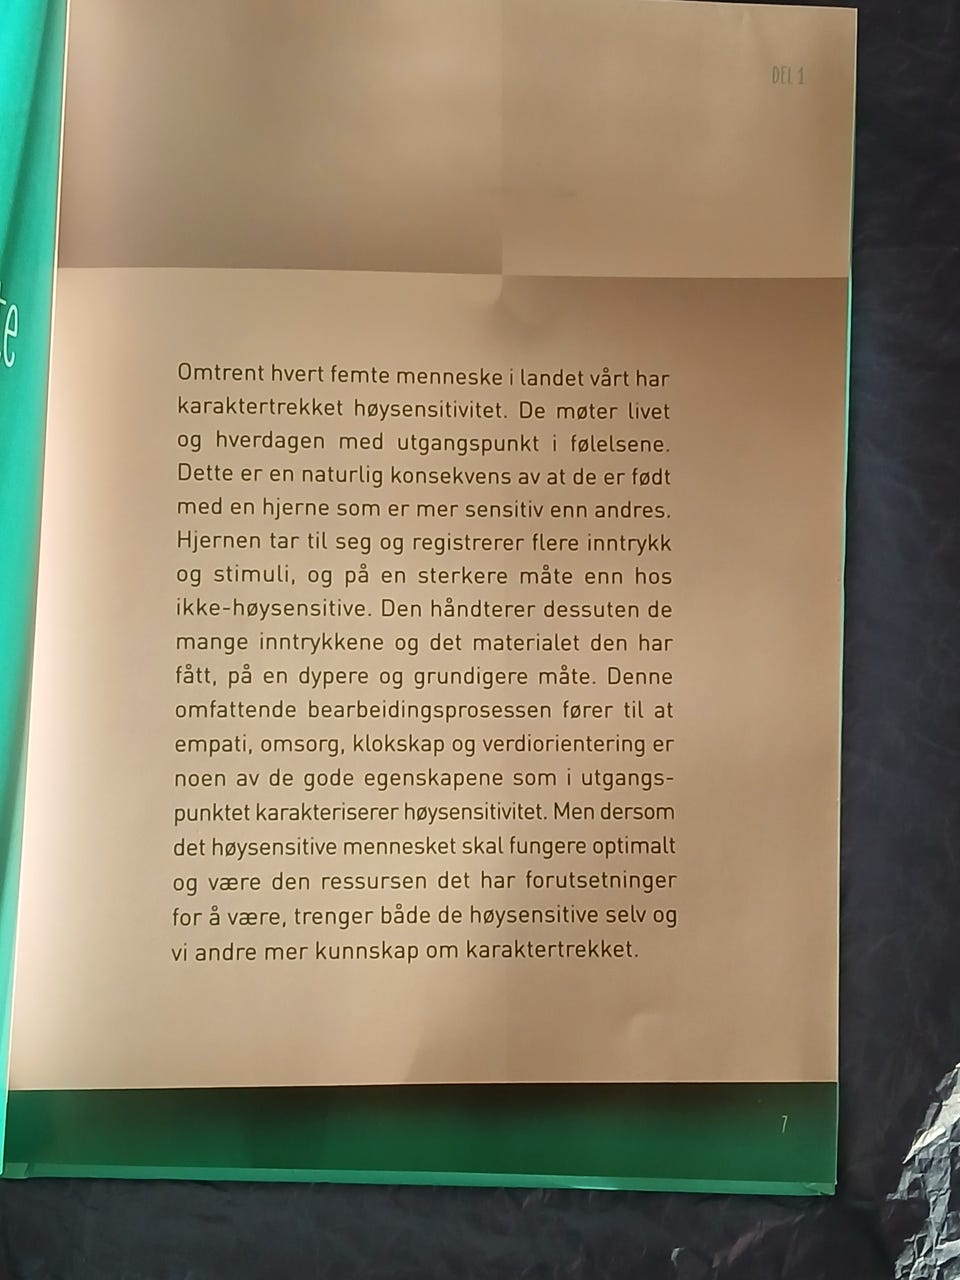 DEL 1
te
Omtrent hvert femte menneske i landet vårt har
karaktertrekket høysensitivitet. De møter livet
og hverdagen med utgangspunkt i følelsene.
Dette er en naturlig konsekvens av at de er født
med en hjerne som er mer sensitiv enn andres.
Hjernen tar til seg og registrerer flere inntrykk
og stimuli, og på en sterkere måte enn hos
ikke-høysensitive. Den håndterer dessuten de
mange inntrykkene og det materialet den har
fått, på en dypere og grundigere måte. Denne
omfattende bearbeidingsprosessen fører til at
empati, omsorg, klokskap og verdiorientering er
noen av de gode egenskapene som i utgangs-
punktet karakteriserer høysensitivitet. Men dersom
det høysensitive mennesket skal fungere optimalt
og være den ressursen det har forutsetninger
for å være, trenger både de høysensitive selv og
vi andre mer kunnskap om karaktertrekket.
7